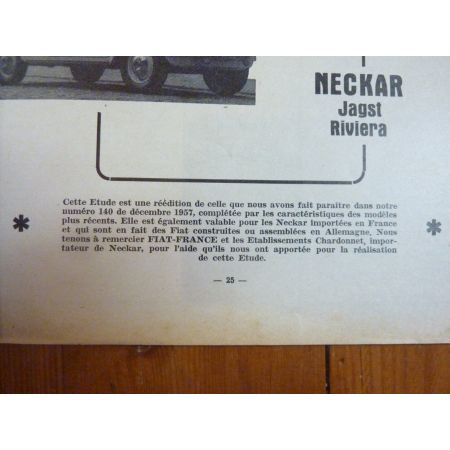 NECKAR
Jagst
Riviera
Cette Etude est une réédition de celle que nous avons fait paraître dans notre
numéro 140 de décembre 1957, complétée par les caractéristiques des modèles
plus récents. Elle est également valable pour les Neckar importées en France
et qui sont en fait des Fiat construites ou assemblées en Allemagne. Nous
tenons à remercier FIAT-FRANCE et les Etablissements Chardonnet, impor-
tateur de Neckar, pour l'aide qu'ils nous ont apportée pour la réalisation
de cette Etude.
* *
— 25 —